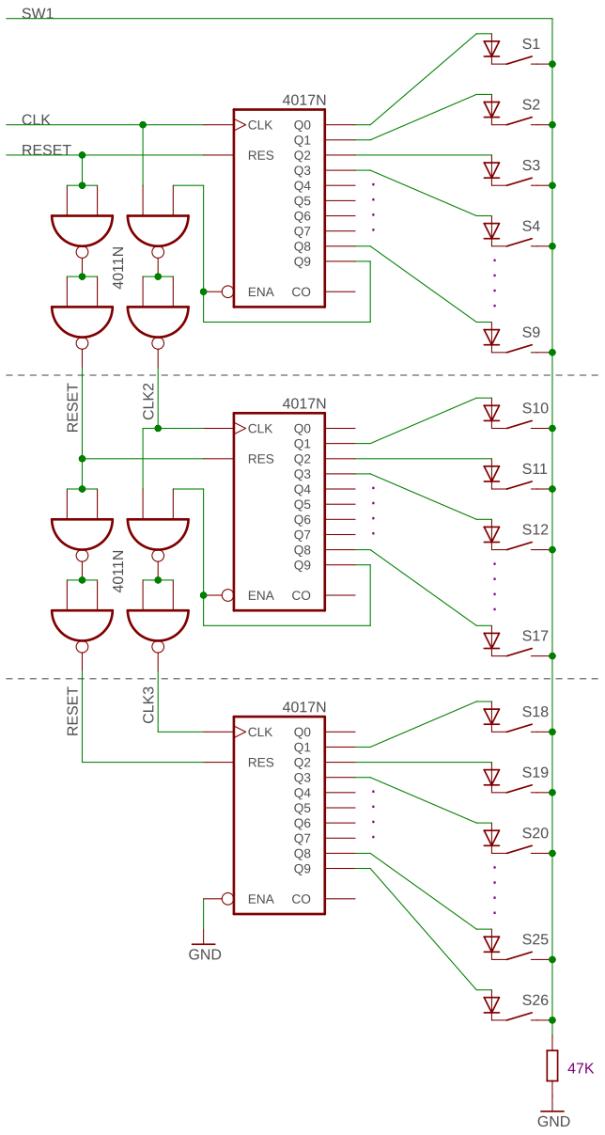 SW1
S1
4017N
CLK
CLK
Q0
S2
Q1
RESET
RES
Q2
S3
Q3
Q4
Q5
Q6
Q7
S4
Q8
Q9
4011N
ENA
CO
S9
RESET
CLK2
4017N
S10
CLK
Q0
Q1
RES
Q2
S11
Q3
Q4
Q5
Q6
Q7
S12
Q8
Q9
4011N
ENA
CO
S17
RESET
CLK3
4017N
S18
CLK
Q0
Q1
RES
Q2
S19
Q3
Q4
Q5
Q6
Q7
S20
Q8
Q9
ENA
CO
S25
GND
S26
47K
GND